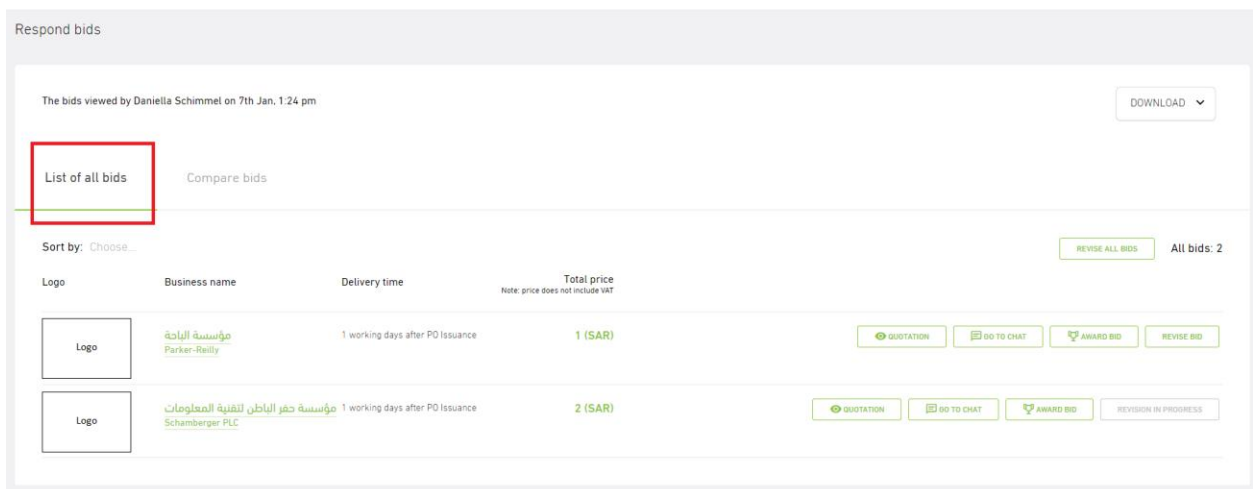 Respond bids
The bids viewed by Daniella Schimmel on 7th Jan, 1:24 pm
DOWNLOAD
List of all bids Compare bids
Sort by: Choose...
REVISE ALL BIDS All bids: 2
Logo Business name Delivery time Total price
Note: price does not include VAT
Logo مؤسسة الباحة 1 working days after PO Issuance 1 (SAR) QUOTATION GO TO CHAT AWARD BID REVISE BID
Parker-Reilly
Logo مؤسسة حفر الباطن لتقنية المعلومات 1 working days after PO Issuance 2 (SAR) QUOTATION GO TO CHAT AWARD BID REVISION IN PROGRESS
Schamberger PLC